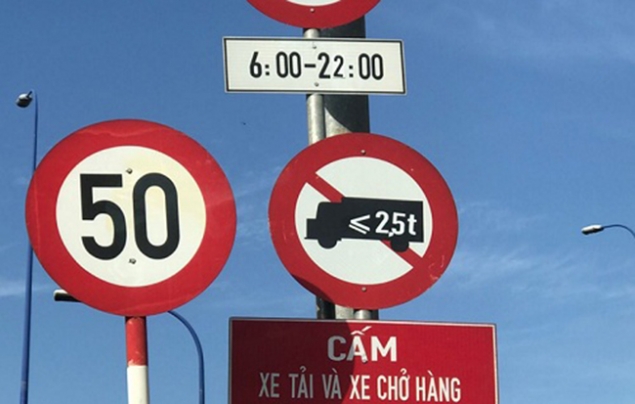 6:00-22:00
50
≤ 2,5t
CẤM
XE TẢI VÀ XE CHỞ HÀNG